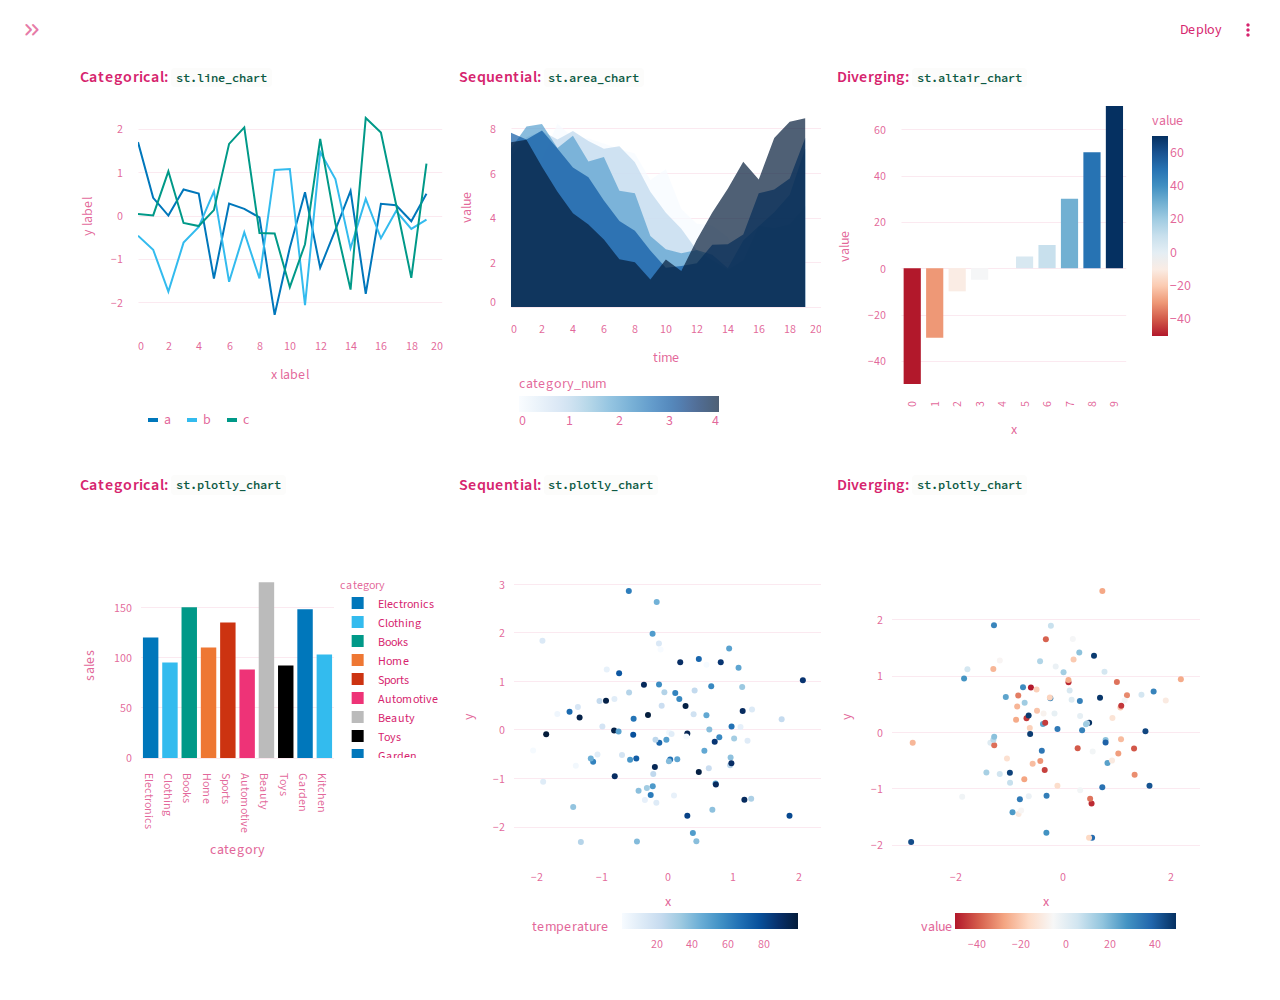 Deploy
Categorical: st.line_chart
2
1
0
−1
−2
y label
0 2 4 6 8 10 12 14 16 18 20
x label
a b c
Sequential: st.area_chart
8
6
4
2
0
value
0 2 4 6 8 10 12 14 16 18 20
time
category_num
0 1 2 3 4
Diverging: st.altair_chart
60
40
20
0
−20
−40
value
0 1 2 3 4 5 6 7 8 9
x
value
60
40
20
0
−20
−40
Categorical: st.plotly_chart
150
100
50
0
sales
Electronics Clothing Books Home Sports Automotive Beauty Toys Garden Kitchen
category
category
Electronics
Clothing
Books
Home
Sports
Automotive
Beauty
Toys
Garden
Sequential: st.plotly_chart
3
2
1
0
−1
−2
y
−2 −1 0 1 2
x
temperature
20 40 60 80
Diverging: st.plotly_chart
2
1
0
−1
−2
y
−2 0 2
x
value
−40 −20 0 20 40